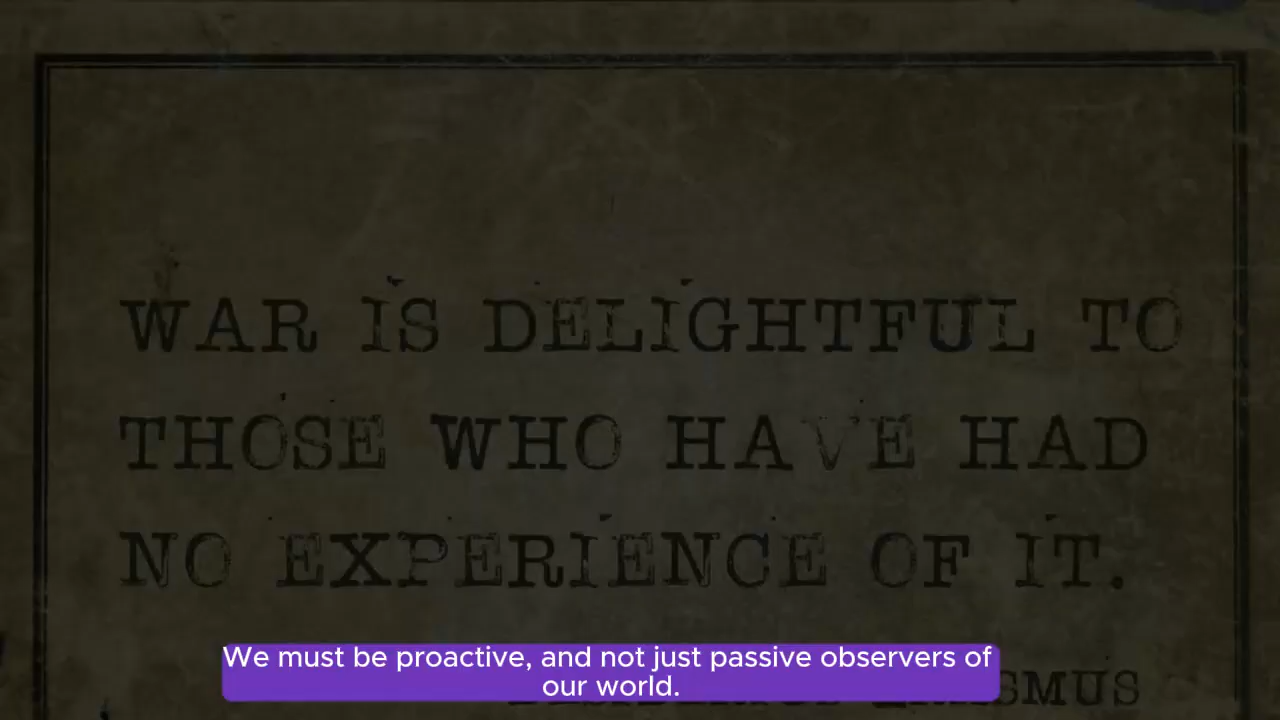 WAR IS DELIGHTFUL TO
THOSE WHO HAVE HAD
NO EXPERIENCE OF IT.
We must be proactive, and not just passive observers of
our world.